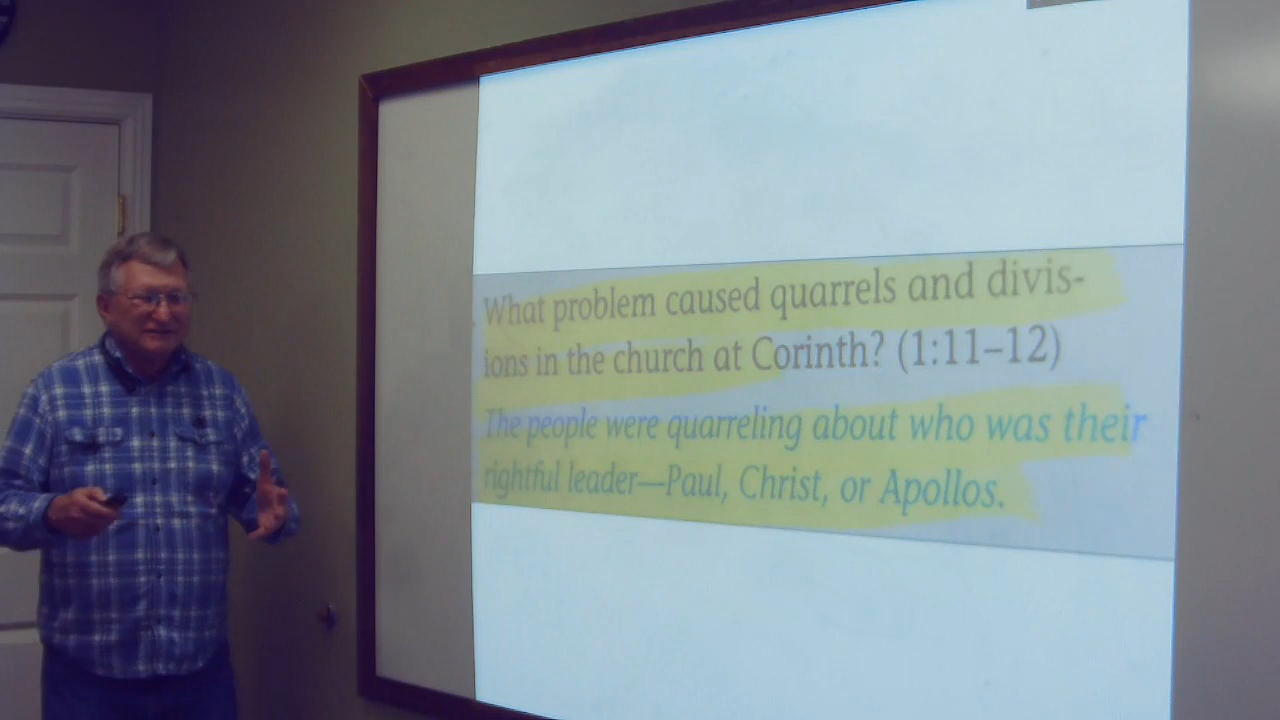 What problem caused quarrels and divis-
ions in the church at Corinth? (1:11–12)
The people were quarreling about who was their
rightful leader—Paul, Christ, or Apollos.